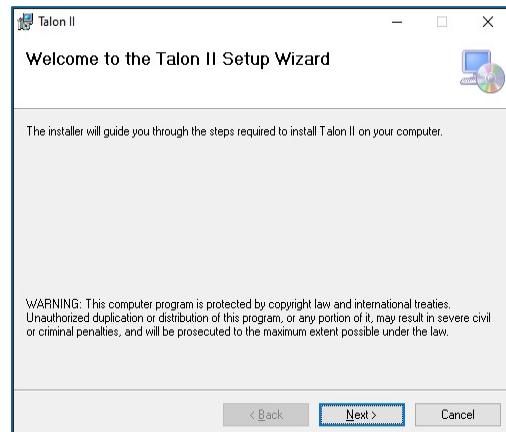 Talon II
Welcome to the Talon II Setup Wizard
The installer will guide you through the steps required to install Talon II on your computer.
WARNING: This computer program is protected by copyright law and international treaties.
Unauthorized duplication or distribution of this program, or any portion of it, may result in severe civil
or criminal penalties, and will be prosecuted to the maximum extent possible under the law.
< Back Next > Cancel